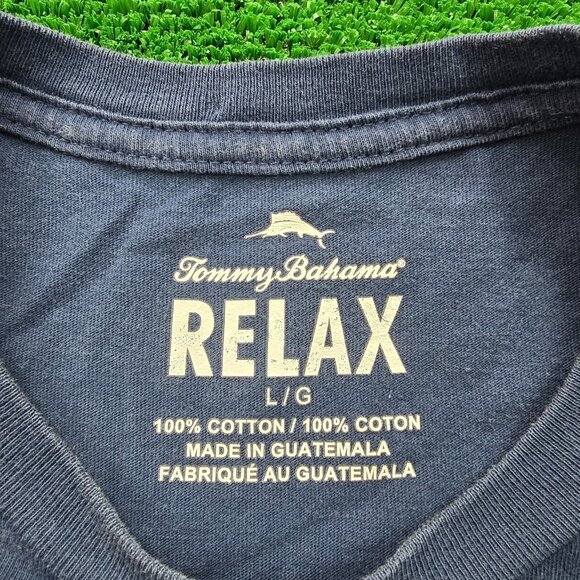 Tommy Bahama®
RELAX
L / G
100% COTTON / 100% COTON
MADE IN GUATEMALA
FABRIQUÉ AU GUATEMALA